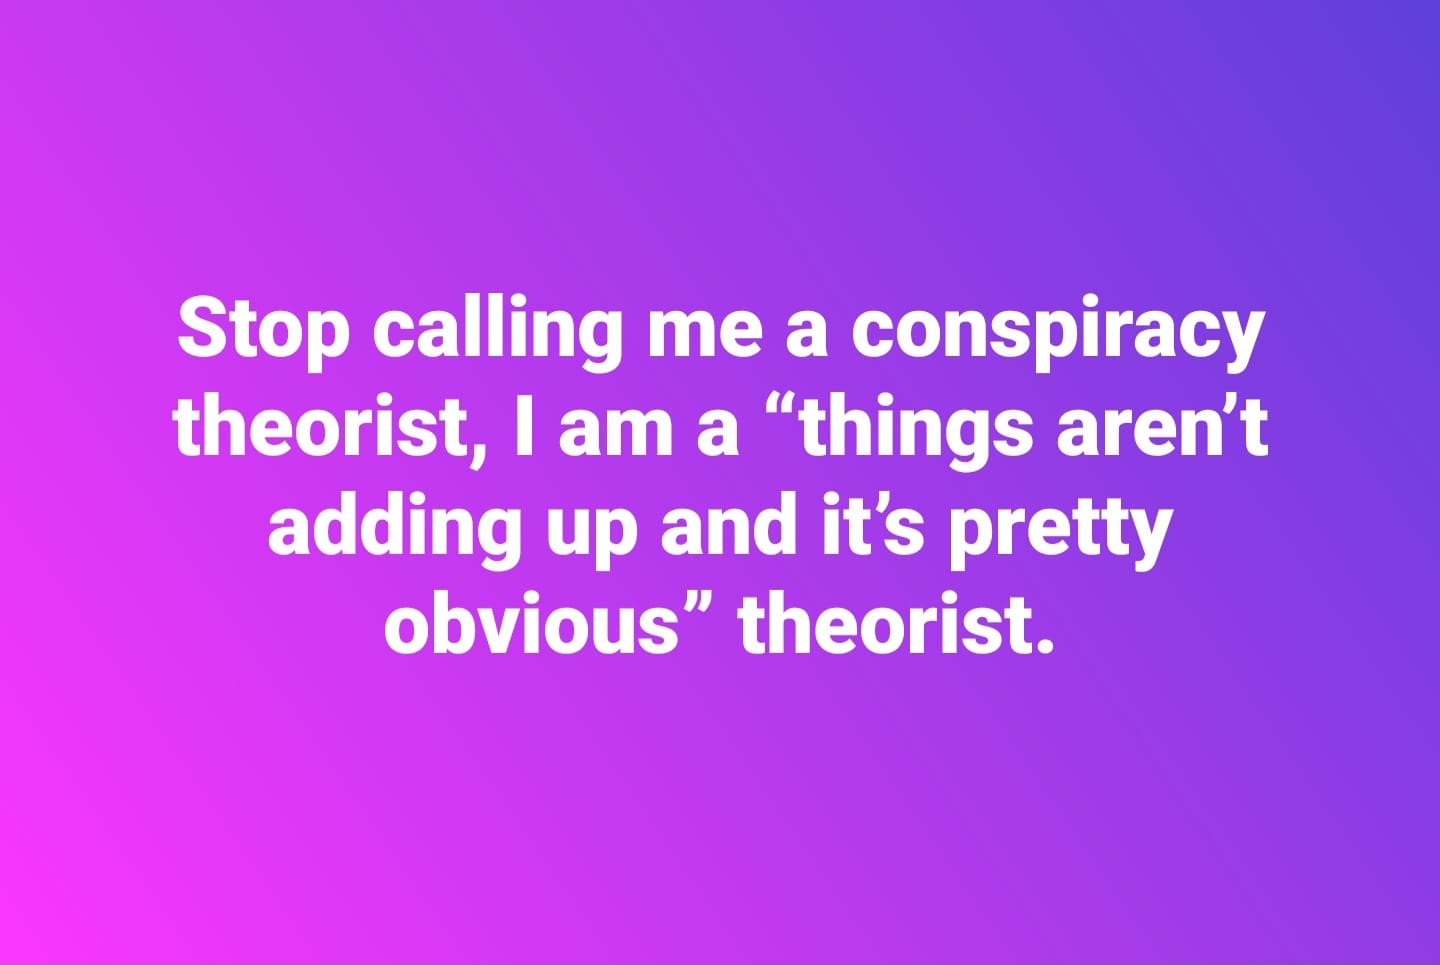 Stop calling me a conspiracy
theorist, I am a “things aren’t
adding up and it’s pretty
obvious” theorist.